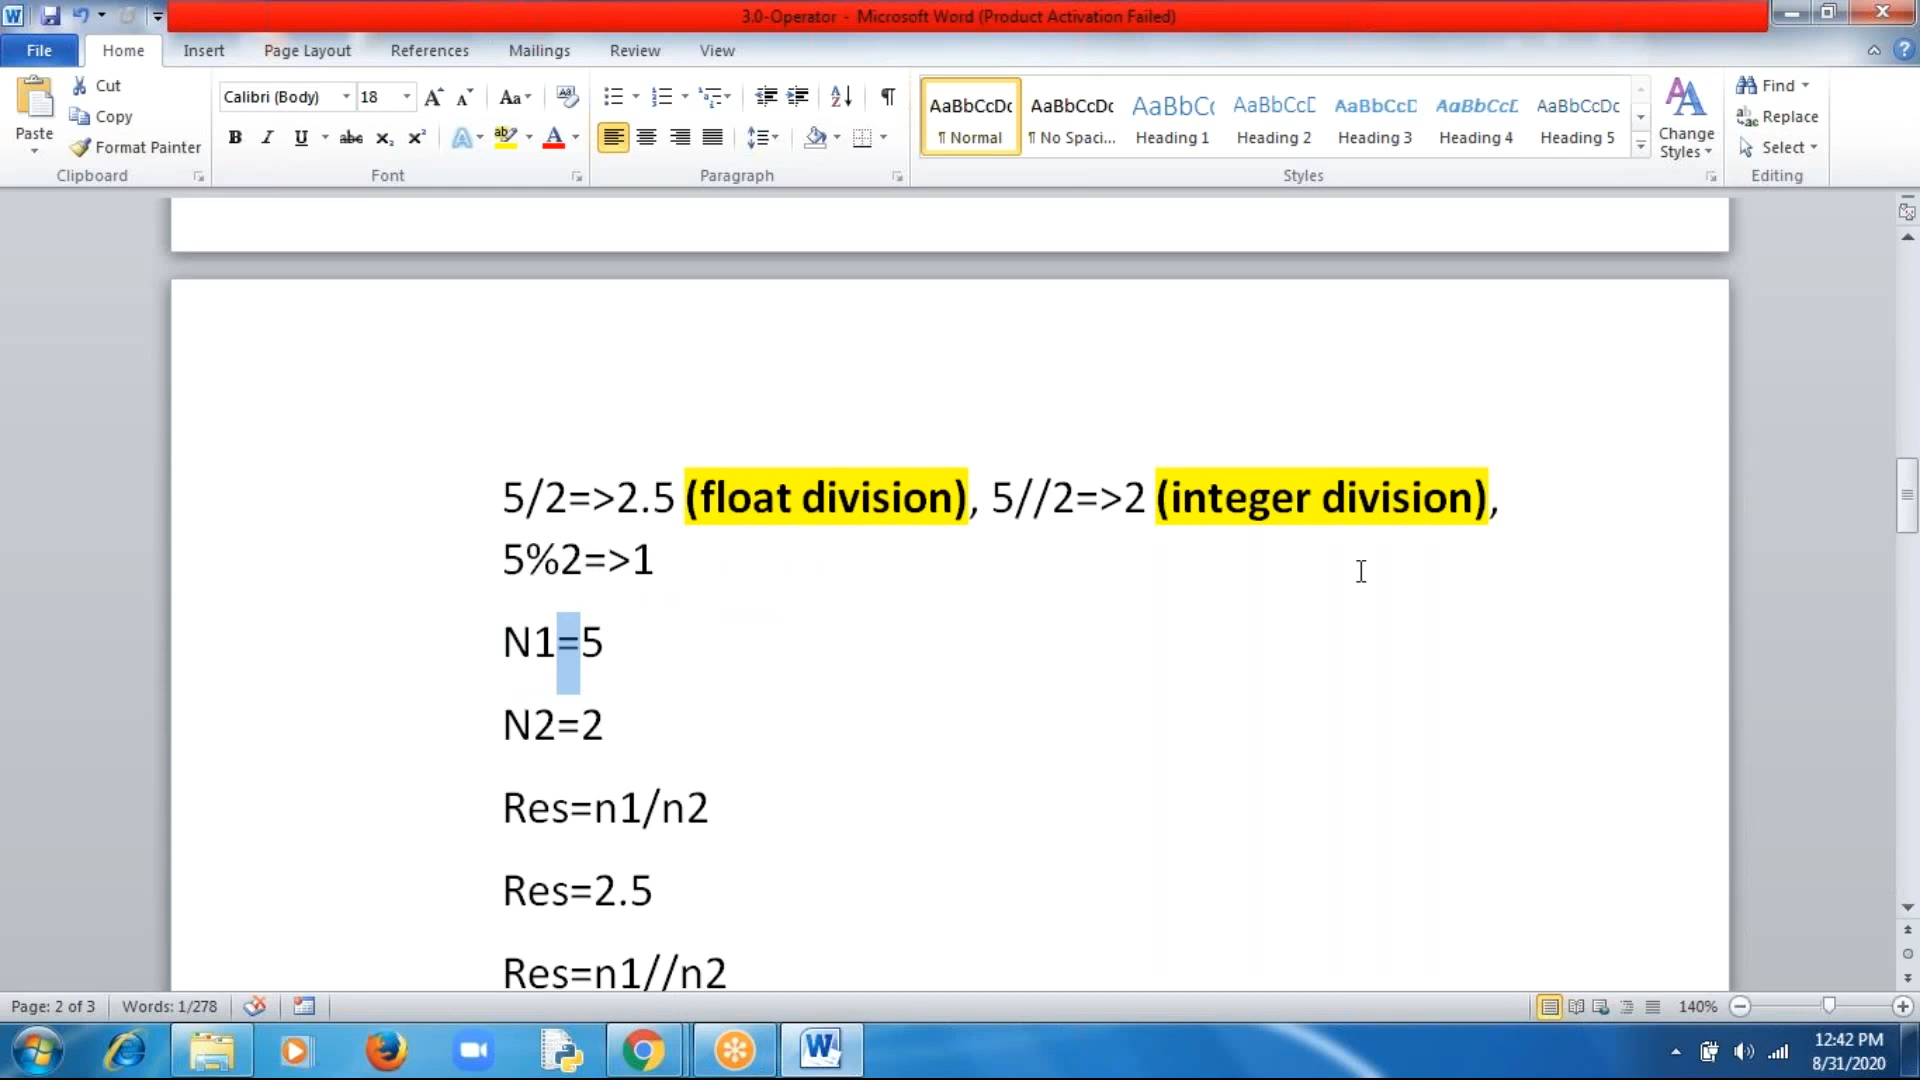 3.0-Operator - Microsoft Word (Product Activation Failed)
File Home Insert Page Layout References Mailings Review View
Paste
Cut
Copy
Format Painter
Clipboard
Calibri (Body) 18
Font
Paragraph
AaBbCcDc AaBbCcDc AaBbC( AaBbCcE AaBbCcD AaBbCcL AaBbCcDc
¶ Normal ¶ No Spaci... Heading 1 Heading 2 Heading 3 Heading 4 Heading 5
Change Styles
Styles
Find
Replace
Select
Editing
5/2=>2.5 (float division), 5//2=>2 (integer division),
5%2=>1
N1=5
N2=2
Res=n1/n2
Res=2.5
Res=n1//n2
Page: 2 of 3 Words: 1/278 140%
12:42 PM
8/31/2020